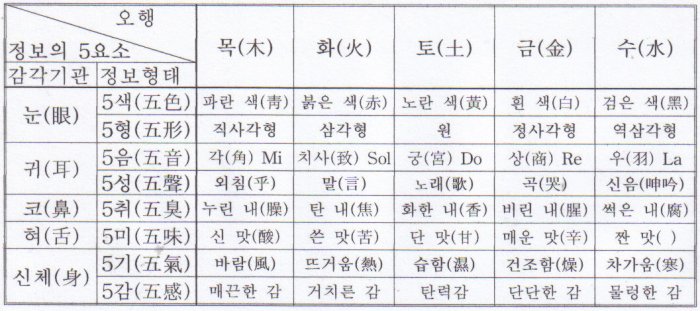 오행
정보의 5요소
감각기관 정보형태 목(木) 화(火) 토(土) 금(金) 수(水)
눈(眼) 5색(五色) 파란 색(靑) 붉은 색(赤) 노란 색(黃) 흰 색(白) 검은 색(黑)
5형(五形) 직사각형 삼각형 원 정사각형 역삼각형
귀(耳) 5음(五音) 각(角) Mi 치사(致) Sol 궁(宮) Do 상(商) Re 우(羽) La
5성(五聲) 외침(乎) 말(言) 노래(歌) 곡(哭) 신음(呻吟)
코(鼻) 5취(五臭) 누린 내(臊) 탄 내(焦) 화한 내(香) 비린 내(腥) 썩은 내(腐)
혀(舌) 5미(五味) 신 맛(酸) 쓴 맛(苦) 단 맛(甘) 매운 맛(辛) 짠 맛( )
신체(身) 5기(五氣) 바람(風) 뜨거움(熱) 습함(濕) 건조함(燥) 차가움(寒)
5감(五感) 매끈한 감 거치른 감 탄력감 단단한 감 물렁한 감